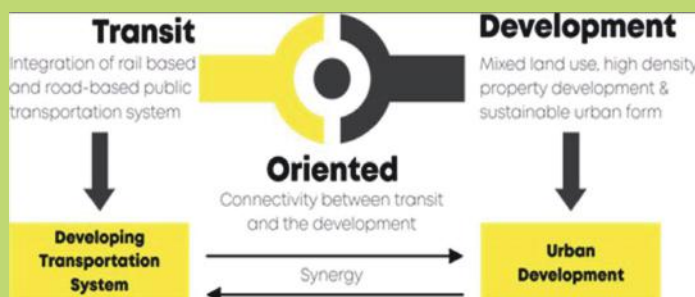 Transit
Integration of rail based
and road-based public
transportation system
Development
Mixed land use, high density
property development &
sustainable urban form
Oriented
Connectivity between transit
and the development
Developing
Transportation
System
Synergy
Urban
Development